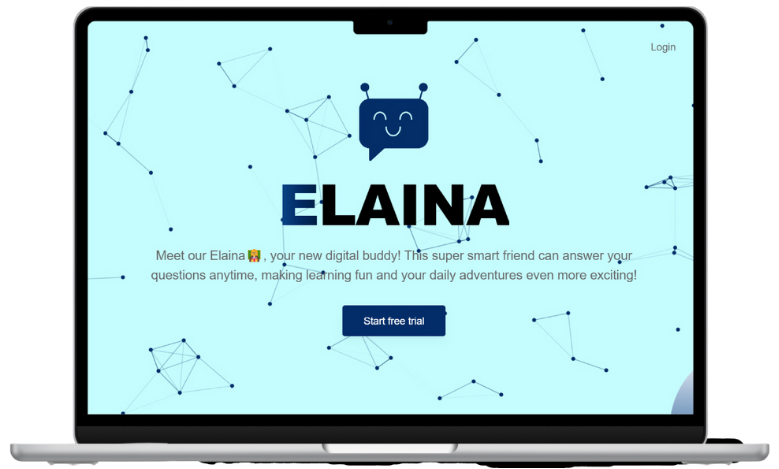 Login
ELAINA
Meet our Elaina👸, your new digital buddy! This super smart friend can answer your
questions anytime, making learning fun and your daily adventures even more exciting!
Start free trial